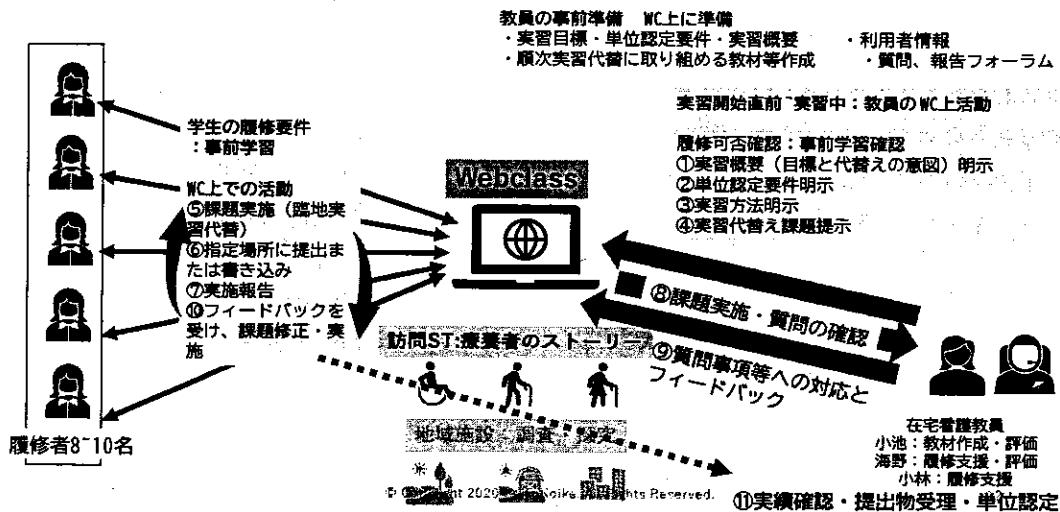 教員の事前準備　WC上に準備
・実習目標・単位認定要件・実習概要　・利用者情報
・順次実習代替に取り組める教材等作成　・質問、報告フォーラム
実習開始直前~実習中：教員のWC上活動
履修可否確認：事前学習確認
①実習概要（目標と代替えの意図）明示
②単位認定要件明示
③実習方法明示
④実習代替え課題提示
学生の履修要件
：事前学習
WC上での活動
⑤課題実施（臨地実
習代替）
⑥指定場所に提出ま
たは書き込み
⑦実施報告
⑩フィードバックを
受け、課題修正・実
施
Webclass
⑧課題実施・質問の確認
⑨質問事項等への対応と
フィードバック
訪問ST:療養者のストーリー
地域施設・調査・探索
履修者8~10名
在宅看護教員
小池：教材作成・評価
海野：履修支援・評価
小林：履修支援
© 2020 Koike Rights Reserved.
⑪実績確認・提出物受理・単位認定